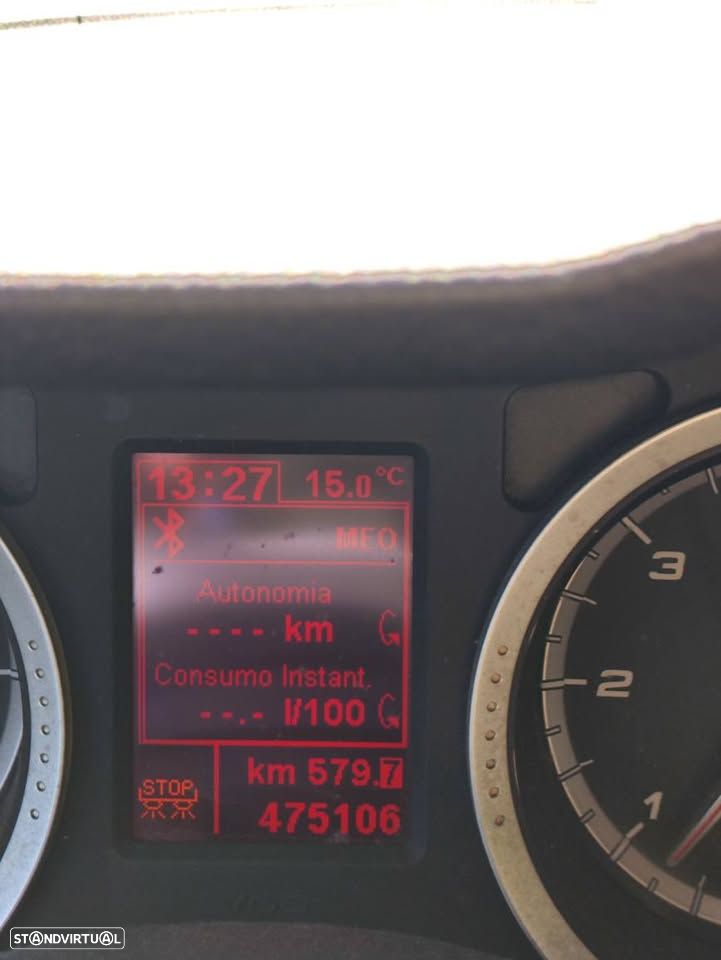 13:27 15.0°C
MEO
Autonomia
---- km
Consumo Instant.
--.- l/100
km 579.7
STOP
475106
3
2
1
STANDVIRTUAL